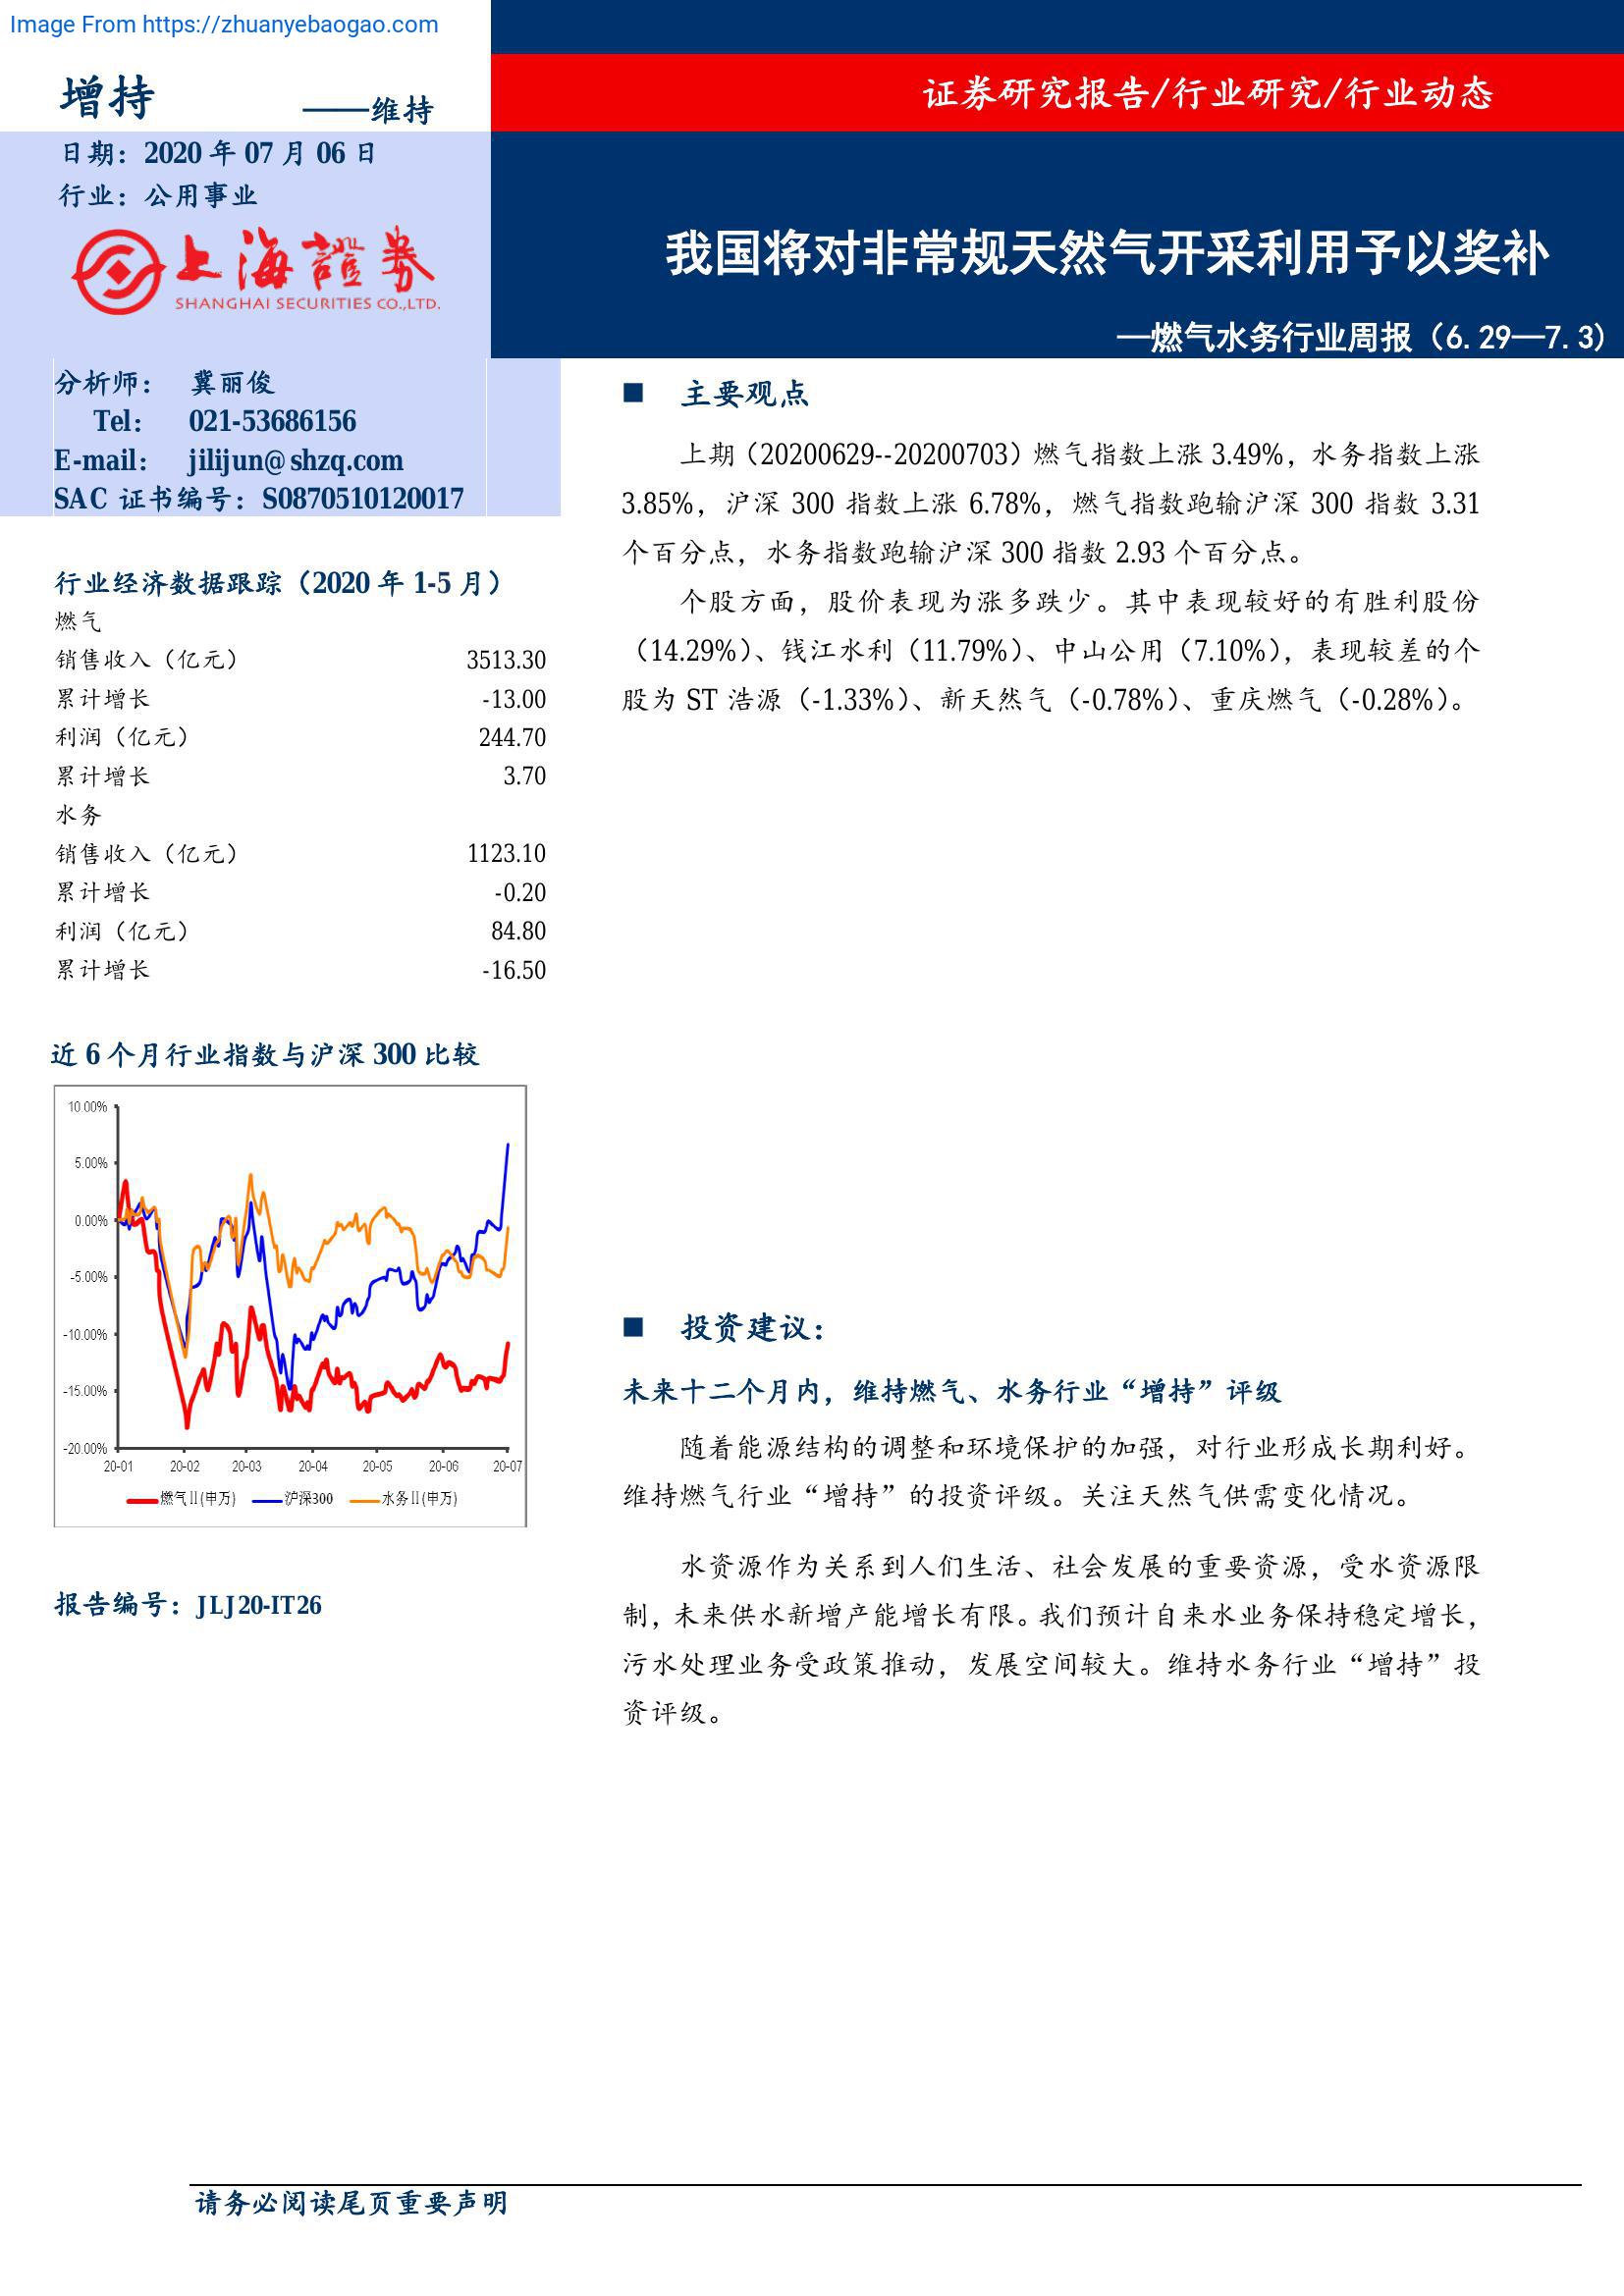 Image From https://zhuanyebaogao.com
增持 ——维持
证券研究报告/行业研究/行业动态
日期：2020 年 07 月 06 日
行业：公用事业
上海證券
SHANGHAI SECURITIES CO.,LTD.
我国将对非常规天然气开采利用予以奖补
—燃气水务行业周报（6.29—7.3）
分析师： 冀丽俊
Tel： 021-53686156
E-mail： jilijun@shzq.com
SAC 证书编号：S0870510120017
行业经济数据跟踪（2020 年 1-5 月）
燃气
销售收入（亿元） 3513.30
累计增长 -13.00
利润（亿元） 244.70
累计增长 3.70
水务
销售收入（亿元） 1123.10
累计增长 -0.20
利润（亿元） 84.80
累计增长 -16.50
近 6 个月行业指数与沪深 300 比较
10.00%
5.00%
0.00%
-5.00%
-10.00%
-15.00%
-20.00%
20-01 20-02 20-03 20-04 20-05 20-06 20-07
燃气Ⅱ(申万) 沪深300 水务Ⅱ(申万)
报告编号：JLJ20-IT26
■ 主要观点
上期（20200629--20200703）燃气指数上涨 3.49%，水务指数上涨
3.85%，沪深 300 指数上涨 6.78%，燃气指数跑输沪深 300 指数 3.31
个百分点，水务指数跑输沪深 300 指数 2.93 个百分点。
个股方面，股价表现为涨多跌少。其中表现较好的有胜利股份
（14.29%）、钱江水利（11.79%）、中山公用（7.10%），表现较差的个
股为 ST 浩源（-1.33%）、新天然气（-0.78%）、重庆燃气（-0.28%）。
■ 投资建议：
未来十二个月内，维持燃气、水务行业“增持”评级
随着能源结构的调整和环境保护的加强，对行业形成长期利好。
维持燃气行业“增持”的投资评级。关注天然气供需变化情况。
水资源作为关系到人们生活、社会发展的重要资源，受水资源限
制，未来供水新增产能增长有限。我们预计自来水业务保持稳定增长，
污水处理业务受政策推动，发展空间较大。维持水务行业“增持”投
资评级。
请务必阅读尾页重要声明